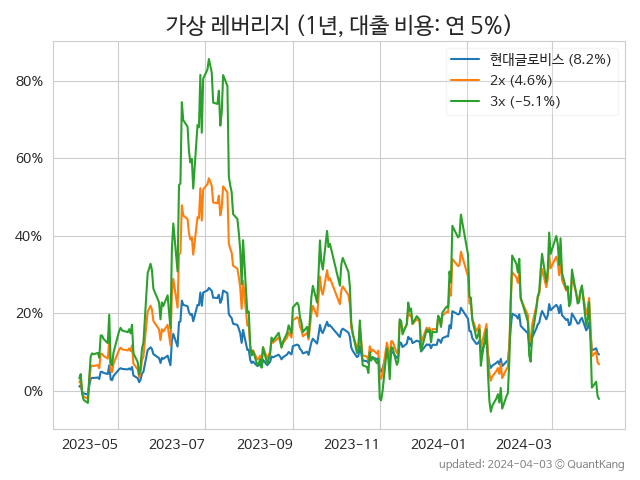 가상 레버리지 (1년, 대출 비용: 연 5%)
현대글로비스 (8.2%)
2x (4.6%)
3x (−5.1%)
80%
60%
40%
20%
0%
2023-05 2023-07 2023-09 2023-11 2024-01 2024-03
updated: 2024-04-03 © QuantKang